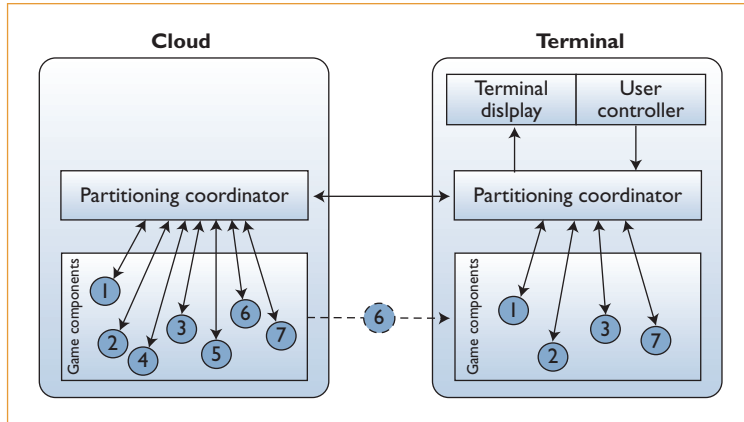 Cloud
Terminal
Terminal
dislplay
User
controller
Partitioning coordinator
Partitioning coordinator
Game components
1
2
4
3
5
6
7
6
Game components
1
2
3
7